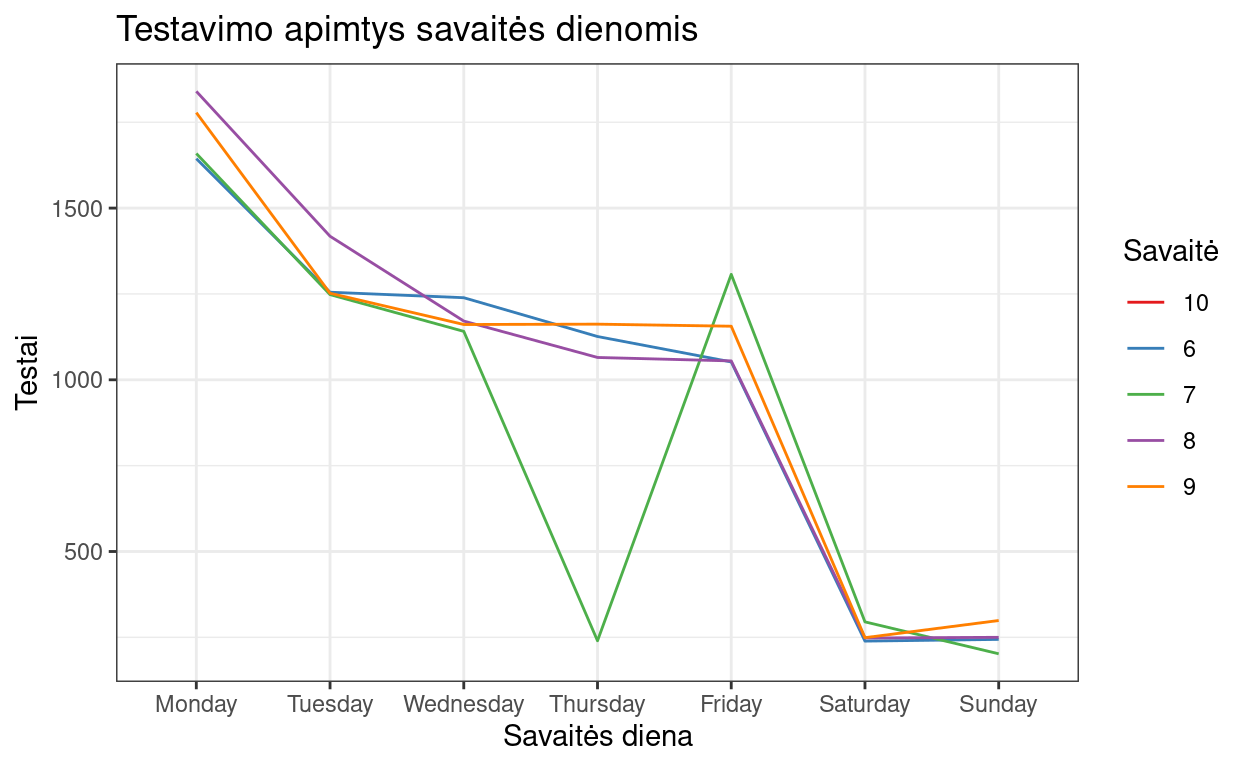 Testavimo apimtys savaitės dienomis
Testai
1500
1000
500
Monday Tuesday Wednesday Thursday Friday Saturday Sunday
Savaitės diena
Savaitė
10
6
7
8
9